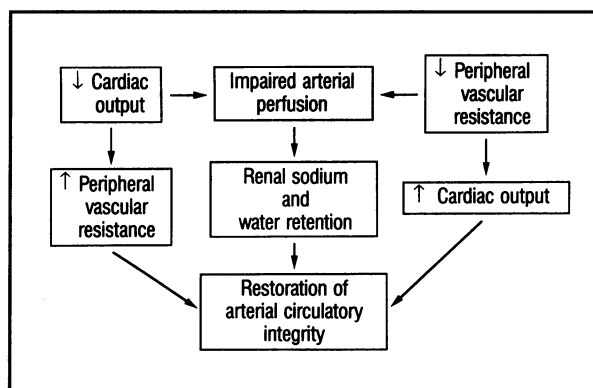 ↓ Cardiac
output
Impaired arterial
perfusion
↓ Peripheral
vascular
resistance
↑ Peripheral
vascular
resistance
Renal sodium
and
water retention
↑ Cardiac output
Restoration of
arterial circulatory
integrity